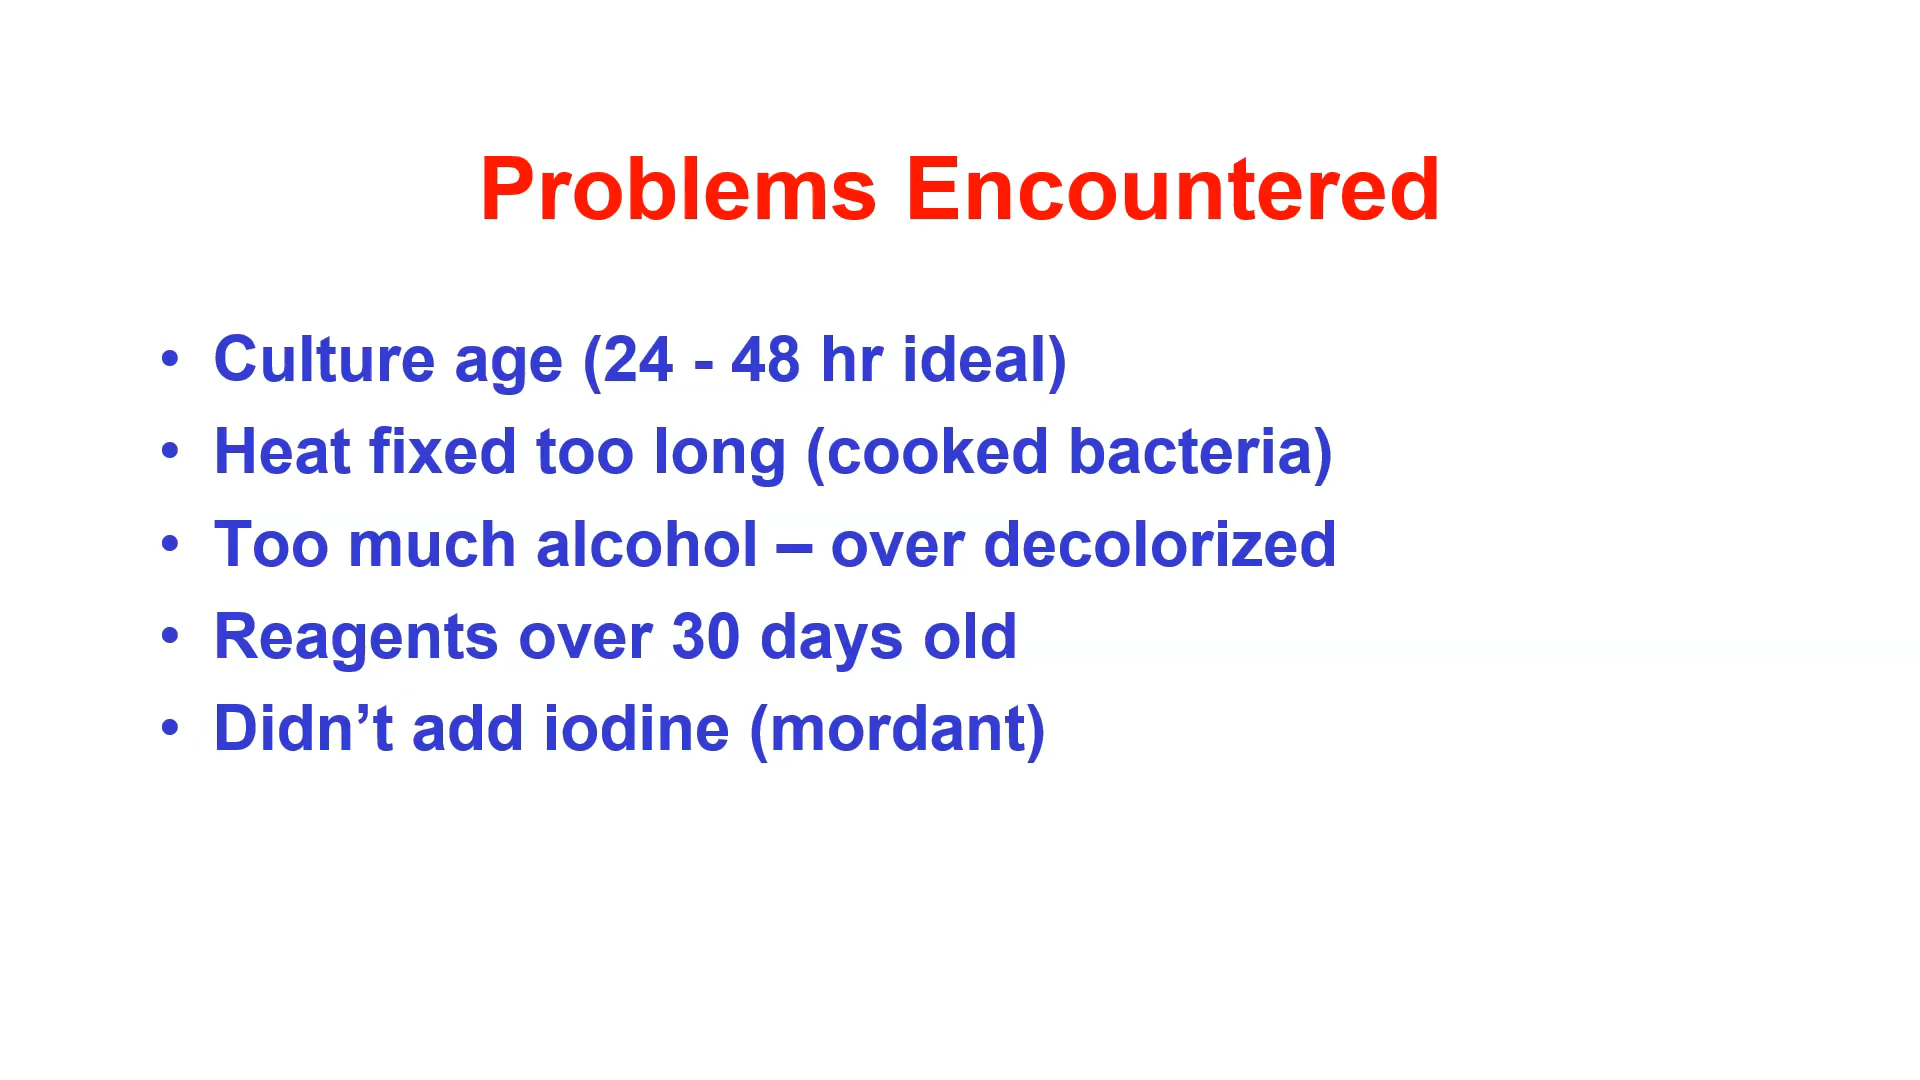 Problems Encountered
• Culture age (24 - 48 hr ideal)
• Heat fixed too long (cooked bacteria)
• Too much alcohol – over decolorized
• Reagents over 30 days old
• Didn’t add iodine (mordant)